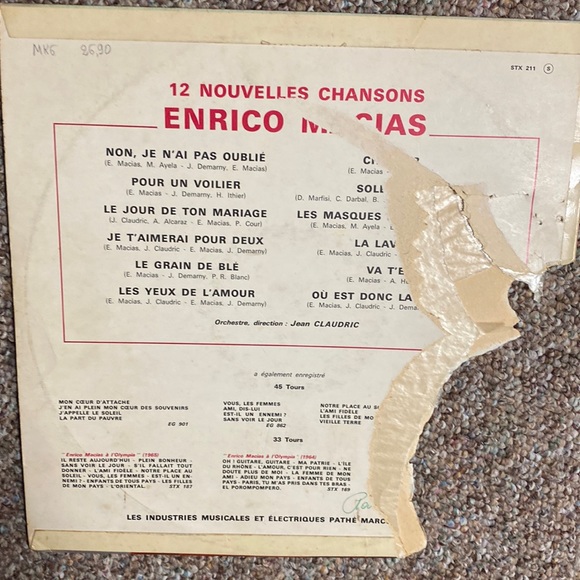 MK6 26,90
STX 211 S
12 NOUVELLES CHANSONS
ENRICO M CIAS
NON, JE N'AI PAS OUBLIÉ
(E. Macias, M. Ayela - J. Demarny, E. Macias)
POUR UN VOILIER
(E. Macias - J. Demarny, H. Ithier)
LE JOUR DE TON MARIAGE
(J. Claudric, A. Alcaraz - E. Macias, P. Cour)
JE T'AIMERAI POUR DEUX
(E. Macias, J. Claudric - E. Macias, J. Demarny)
LE GRAIN DE BLÉ
(E. Macias - J. Demarny, P. R. Blanc)
LES YEUX DE L'AMOUR
(E. Macias, J. Claudric - E. Macias, J. Demarny)
(E. Macias
SOLE
(D. Marfisi, C. Darbal, B.
LES MASQUES
(E. Macias, M. Ayela -
LA LAV
(E. Macias, J. Claudric
VA T'E
(E. Macias - A. H
OÙ EST DONC LA
(E. Macias, J. Claudric - J. Dema
Orchestre, direction : Jean CLAUDRIC
a également enregistré
45 Tours
MON CŒUR D'ATTACHE
J'EN AI PLEIN MON CŒUR DES SOUVENIRS
J'APPELLE LE SOLEIL
LA PART DU PAUVRE
EG 901
VOUS, LES FEMMES
AMI, DIS-LUI
EST-IL UN ENNEMI ?
SANS VOIR LE JOUR
EG 862
NOTRE PLACE AU S
L'AMI FIDÈLE
LES FILLES DE MO
VIEILLE TERRE
33 Tours
"Enrico Macias à l'Olympia" (1965)
IL RESTE AUJOURD'HUI - PLEIN BONHEUR -
SANS VOIR LE JOUR - S'IL FALLAIT TOUT
DONNER - L'AMI FIDÈLE - NOTRE PLACE AU
SOLEIL - VOUS, LES FEMMES - EST-IL UN EN-
NEMI ? - ENFANTS DE TOUS PAYS - LES FILLES
DE MON PAYS - L'ORIENTAL. STX 187
"Enrico Macias à l'Olympia" (1964)
OH ! GUITARE, GUITARE - MA PATRIE - L'ILE
DU RHÔNE - L'AMOUR, C'EST POUR RIEN - NE
DOUTE PLUS DE MOI - LA FEMME DE MON
AMI - ADIEU MON PAYS - ENFANTS DE TOUS
PAYS - PARIS, TU M'AS PRIS DANS TES BRAS -
EL POROMPOMPERO. STX 169
LES INDUSTRIES MUSICALES ET ÉLECTRIQUES PATHÉ MARC